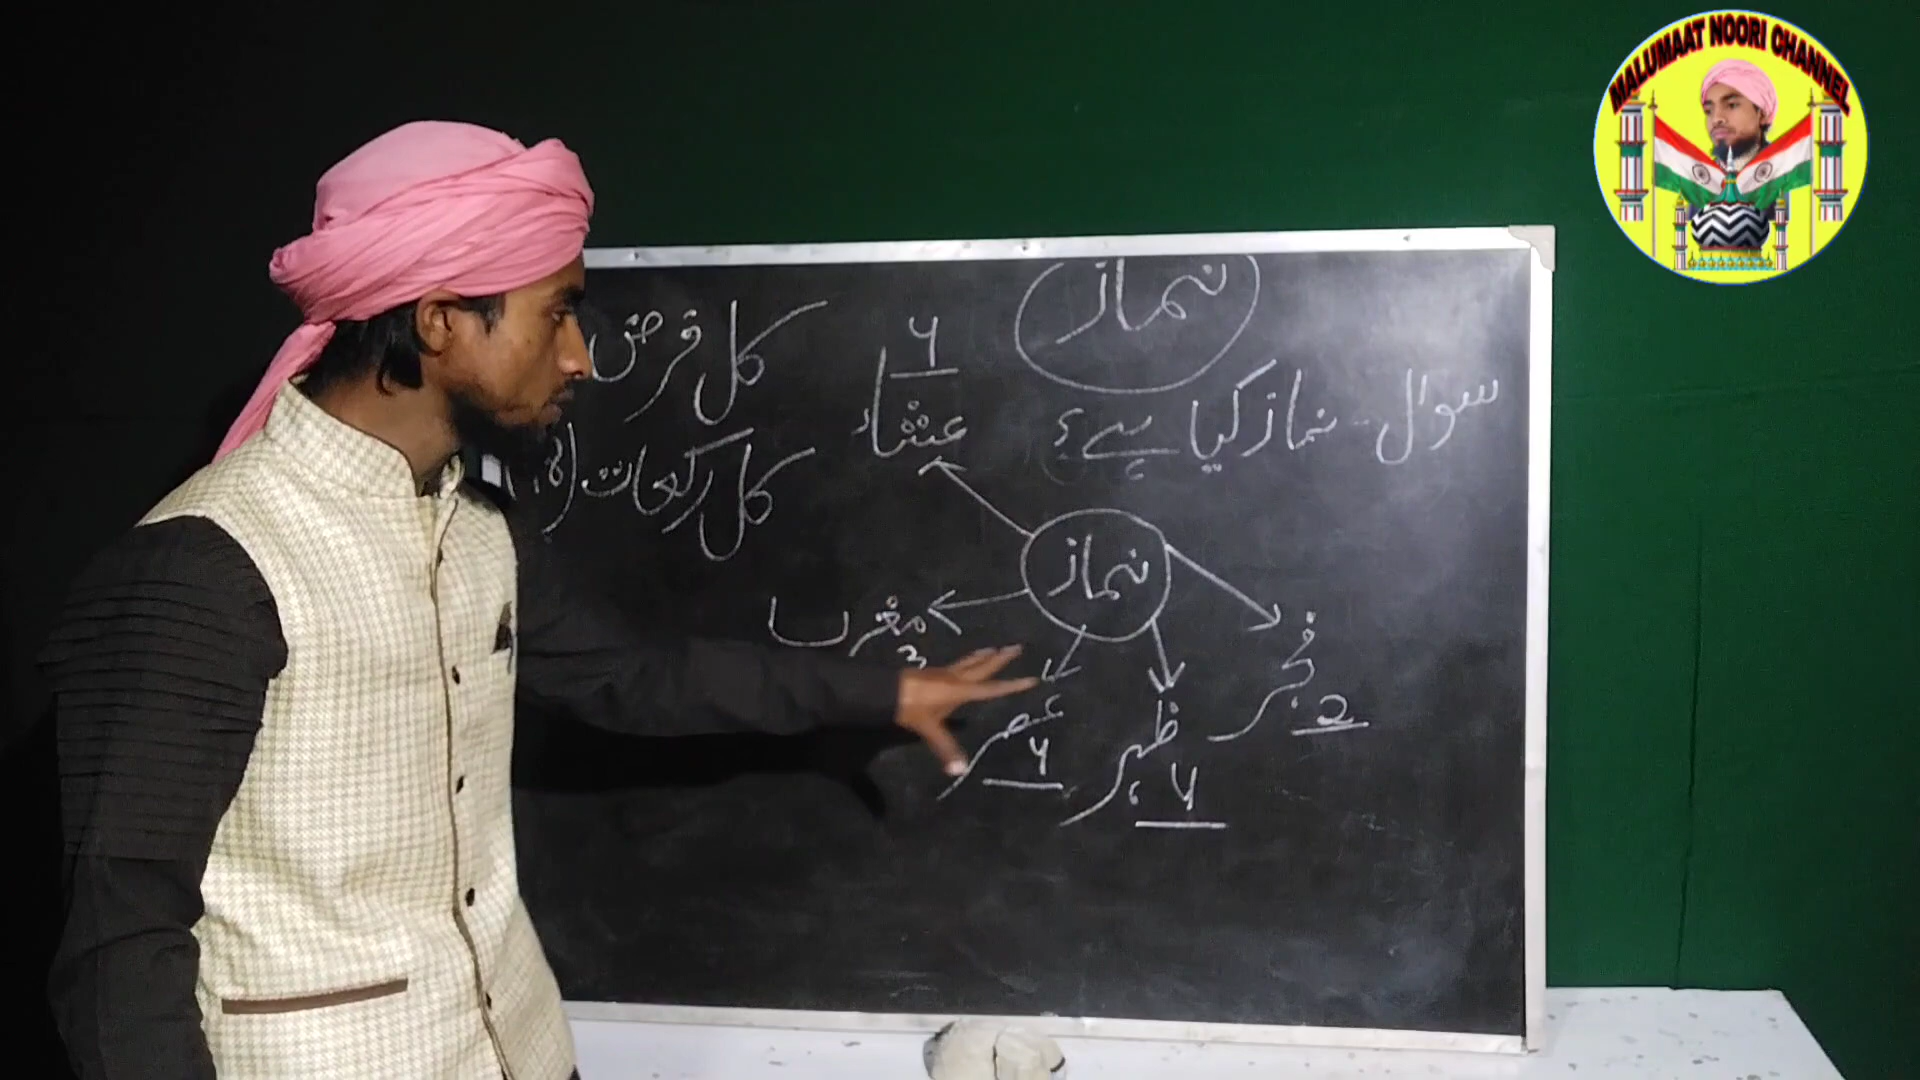 MALUMAAT NOORI CHANNEL
نماز
سوال - نماز کیا ہے؟
کل فرض
کل رکعات
نماز
فجر 2
ظہر 4
عصر 4
مغرب 3
عشاء 4